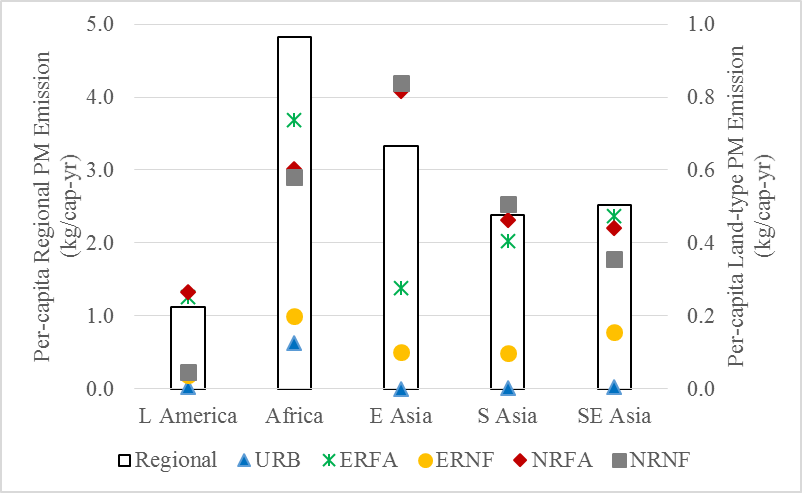 Per-capita Regional PM Emission
(kg/cap-yr)
5.0
4.0
3.0
2.0
1.0
0.0
1.0
0.8
0.6
0.4
0.2
0.0
Per-capita Land-type PM Emission
(kg/cap-yr)
L America Africa E Asia S Asia SE Asia
Regional URB ERFA ERNF NRFA NRNF